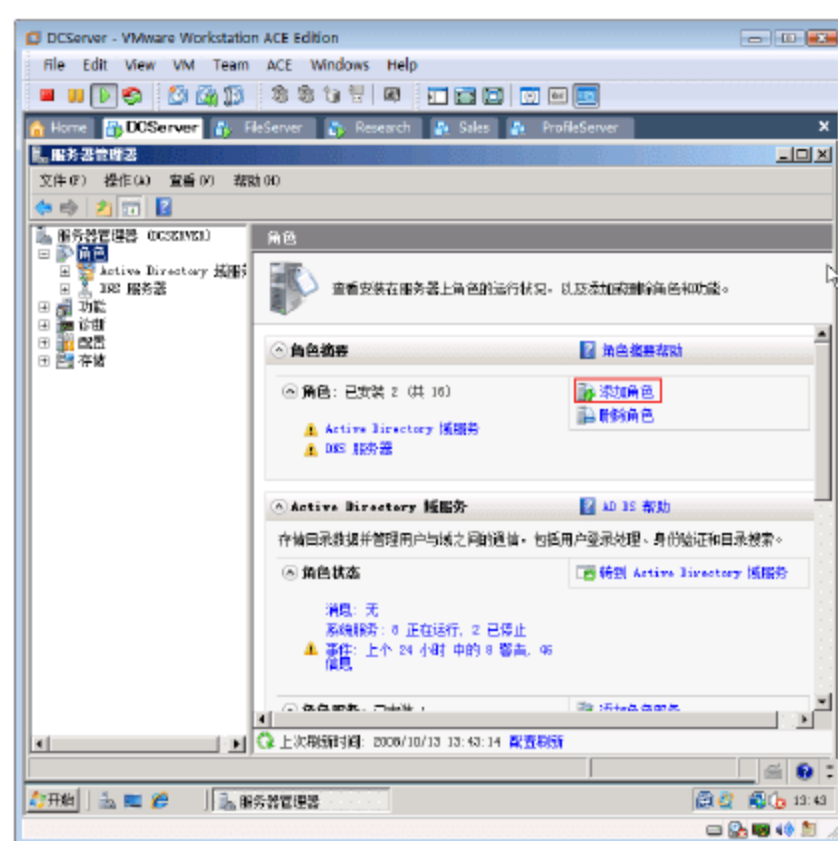 DCServer - VMware Workstation ACE Edition
File Edit View VM Team ACE Windows Help
Home DCServer FileServer Research Sales ProfileServer
服务器管理器
文件(F) 操作(A) 查看(V) 帮助(H)
服务器管理器 (DCSERVER1)
角色
Active Directory 域服务
DNS 服务器
功能
诊断
配置
存储
角色
查看安装在服务器上角色的运行状况，以及添加或删除角色和功能。
角色摘要
角色摘要帮助
角色: 已安装 2 (共 16)
添加角色
删除角色
Active Directory 域服务
DNS 服务器
Active Directory 域服务
AD DS 帮助
存储目录数据并管理用户与域之间的通信，包括用户登录处理、身份验证和目录搜索。
角色状态
转到 Active Directory 域服务
消息: 无
系统服务: 8 正在运行, 2 已停止
事件: 上个 24 小时 中的 8 警告, 96
信息
上次刷新时间: 2008/10/13 13:43:14 配置刷新
开始
服务器管理器
13:43